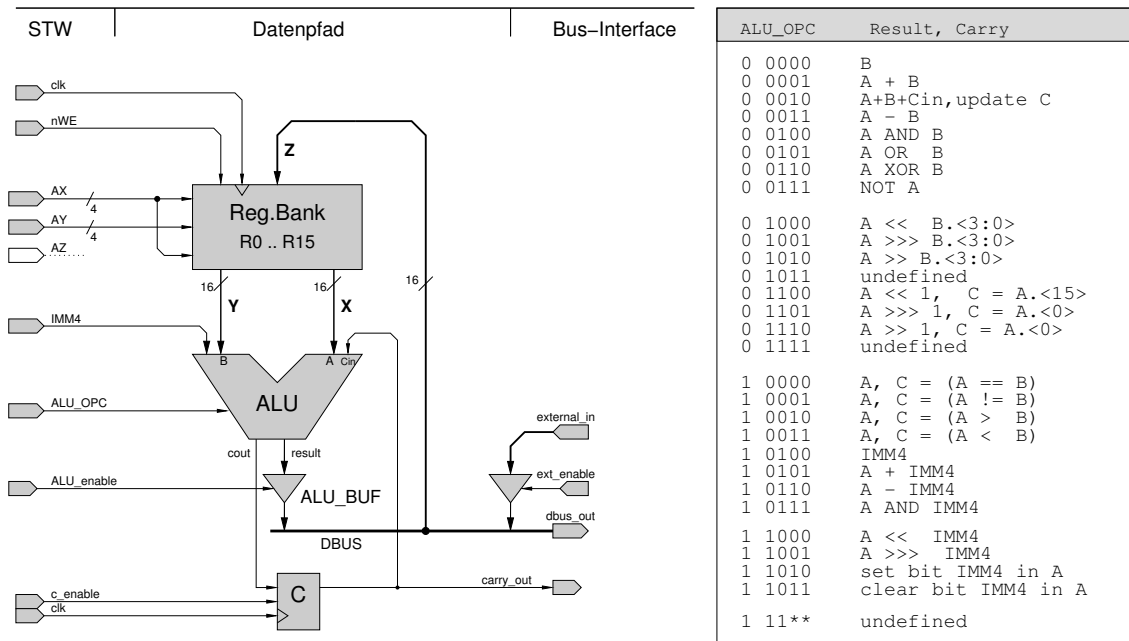 STW Datenpfad Bus–Interface
clk
nWE
Z
AX
4
AY
4
AZ
Reg.Bank
R0 .. R15
16
Y
16
X
16
IMM4
B
A
Cin
ALU
ALU_OPC
external_in
cout
result
ALU_enable
ALU_BUF
ext_enable
dbus_out
DBUS
C
carry_out
c_enable
clk
ALU_OPC Result, Carry
0 0000 B
0 0001 A + B
0 0010 A+B+Cin,update C
0 0011 A – B
0 0100 A AND B
0 0101 A OR B
0 0110 A XOR B
0 0111 NOT A
0 1000 A << B.<3:0>
0 1001 A >>> B.<3:0>
0 1010 A >> B.<3:0>
0 1011 undefined
0 1100 A << 1, C = A.<15>
0 1101 A >>> 1, C = A.<0>
0 1110 A >> 1, C = A.<0>
0 1111 undefined
1 0000 A, C = (A == B)
1 0001 A, C = (A != B)
1 0010 A, C = (A > B)
1 0011 A, C = (A < B)
1 0100 IMM4
1 0101 A + IMM4
1 0110 A – IMM4
1 0111 A AND IMM4
1 1000 A << IMM4
1 1001 A >>> IMM4
1 1010 set bit IMM4 in A
1 1011 clear bit IMM4 in A
1 11** undefined